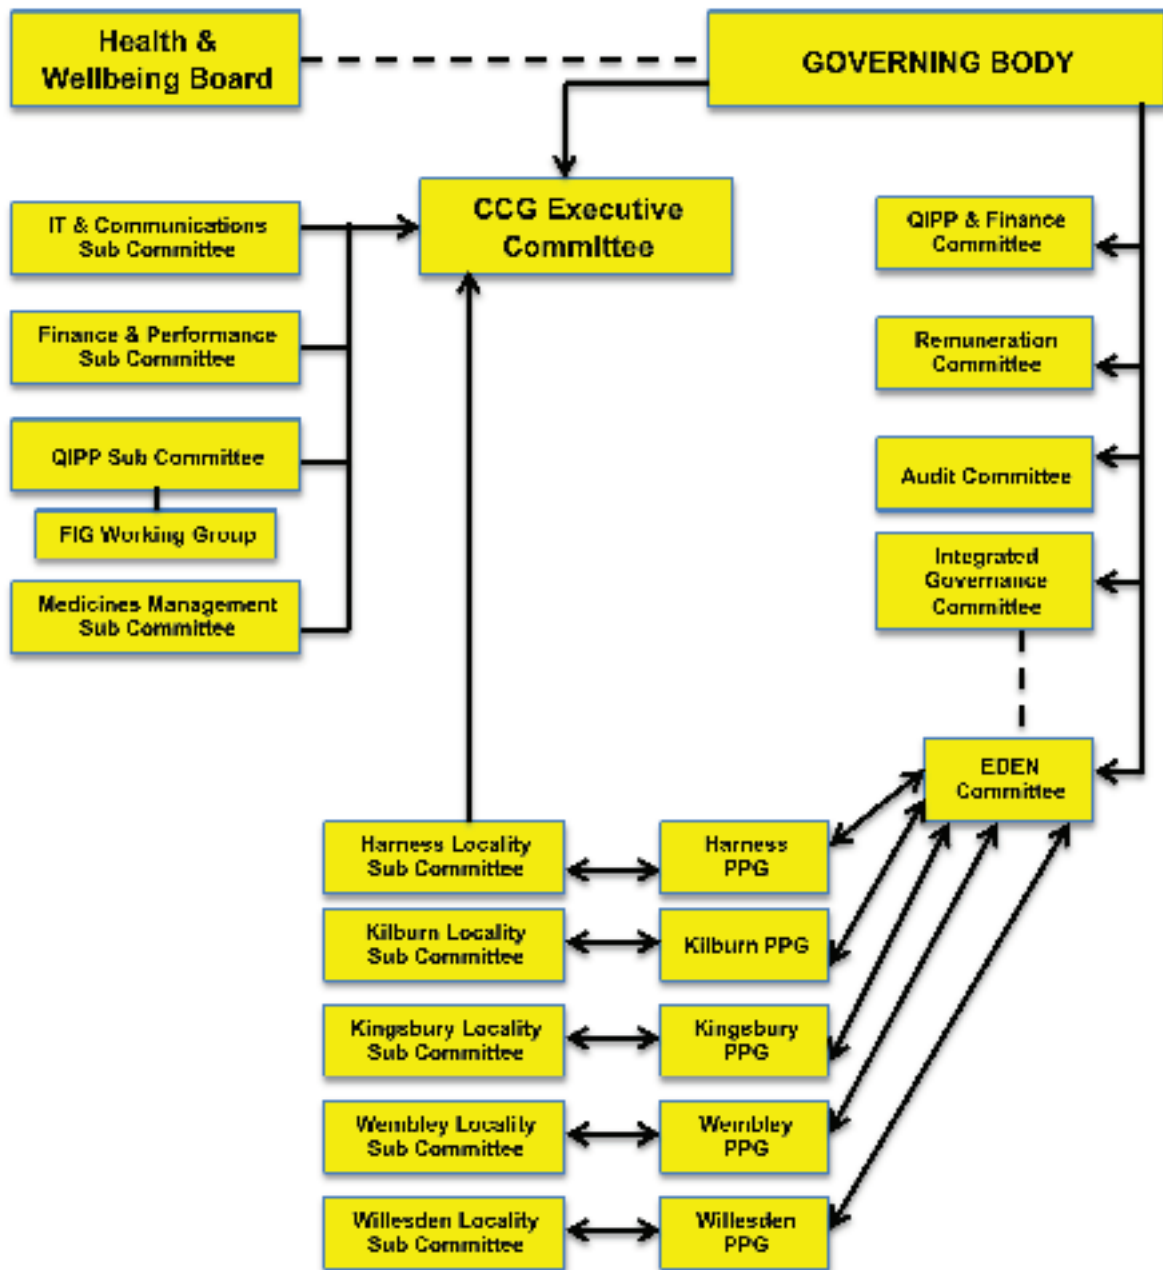 Health &
Wellbeing Board
GOVERNING BODY
CCG Executive
Committee
IT & Communications
Sub Committee
QIPP & Finance
Committee
Finance & Performance
Sub Committee
Remuneration
Committee
QIPP Sub Committee
Audit Committee
FIG Working Group
Integrated
Governance
Committee
Medicines Management
Sub Committee
EDEN
Committee
Harness Locality
Sub Committee
Harness
PPG
Kilburn Locality
Sub Committee
Kilburn PPG
Kingsbury Locality
Sub Committee
Kingsbury
PPG
Wembley Locality
Sub Committee
Wembley
PPG
Willesden Locality
Sub Committee
Willesden
PPG